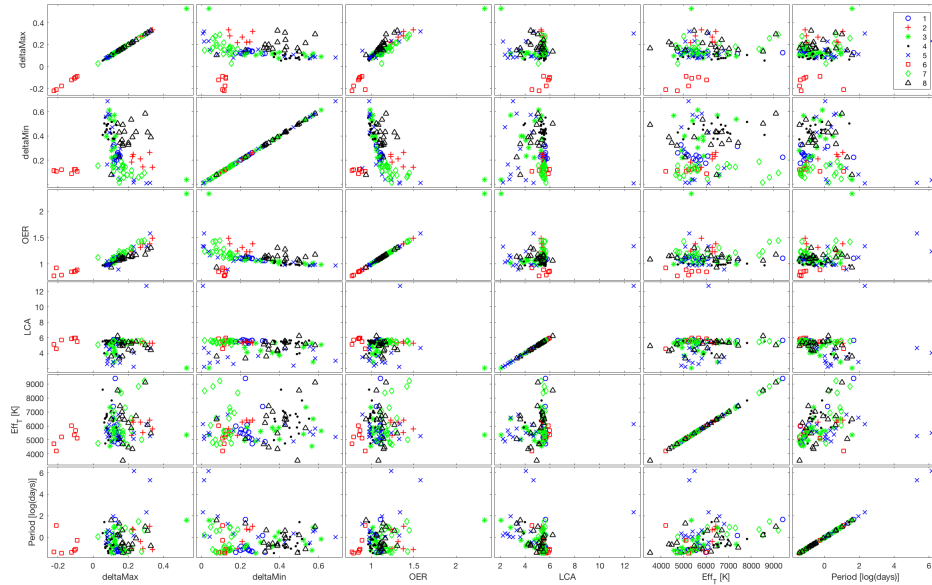 deltaMax
0.4
0.2
0
-0.2
1
2
3
4
5
6
7
8
deltaMin
0.6
0.4
0.2
OER
2
1.5
1
LCA
12
10
8
6
4
Eff_T [K]
9000
8000
7000
6000
5000
4000
Period [log(days)]
6
4
2
0
-0.2 0 0.2 0.4
0 0.2 0.4 0.6
1 1.5 2
2 4 6 8 10 12
4000 5000 6000 7000 8000 9000
0 2 4 6
deltaMax deltaMin OER LCA Eff_T [K] Period [log(days)]